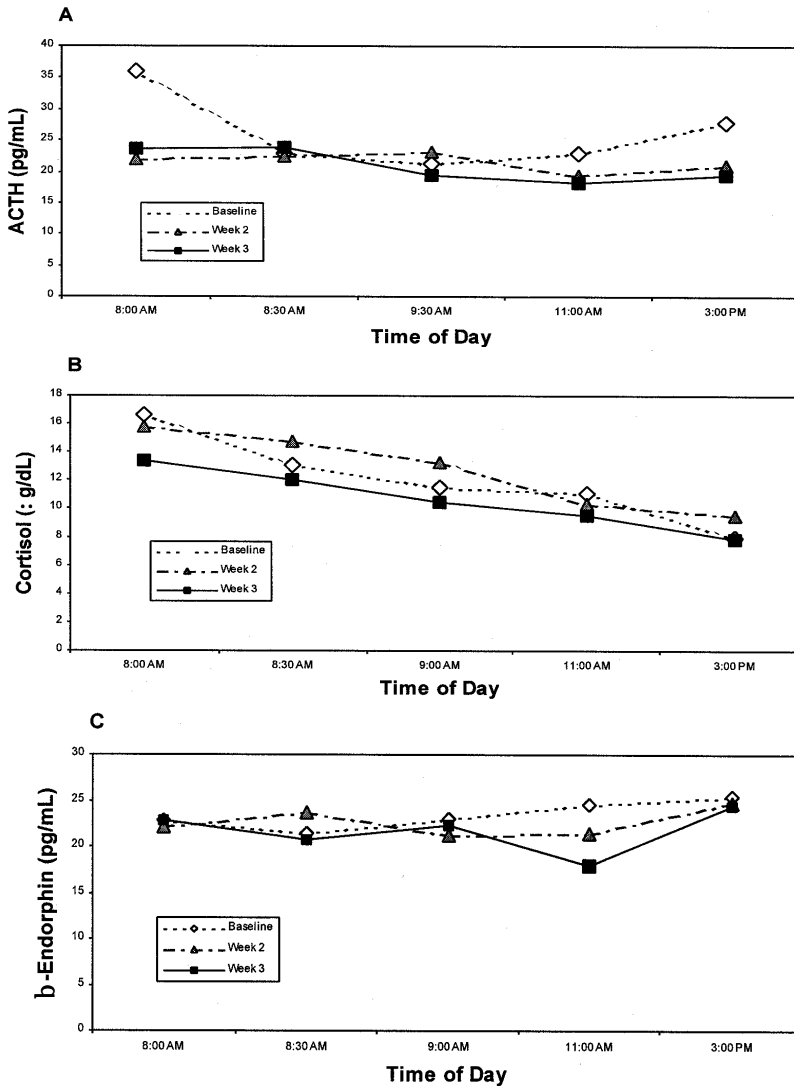 A
ACTH (pg/mL)
40
35
30
25
20
15
10
5
0
Baseline
Week 2
Week 3
8:00 AM 8:30 AM 9:30 AM 11:00 AM 3:00 PM
Time of Day
B
Cortisol (: g/dL)
18
16
14
12
10
8
6
4
2
0
Baseline
Week 2
Week 3
8:00 AM 8:30 AM 9:00 AM 11:00 AM 3:00 PM
Time of Day
C
b-Endorphin (pg/mL)
30
25
20
15
10
5
0
Baseline
Week 2
Week 3
8:00 AM 8:30 AM 9:00 AM 11:00 AM 3:00 PM
Time of Day